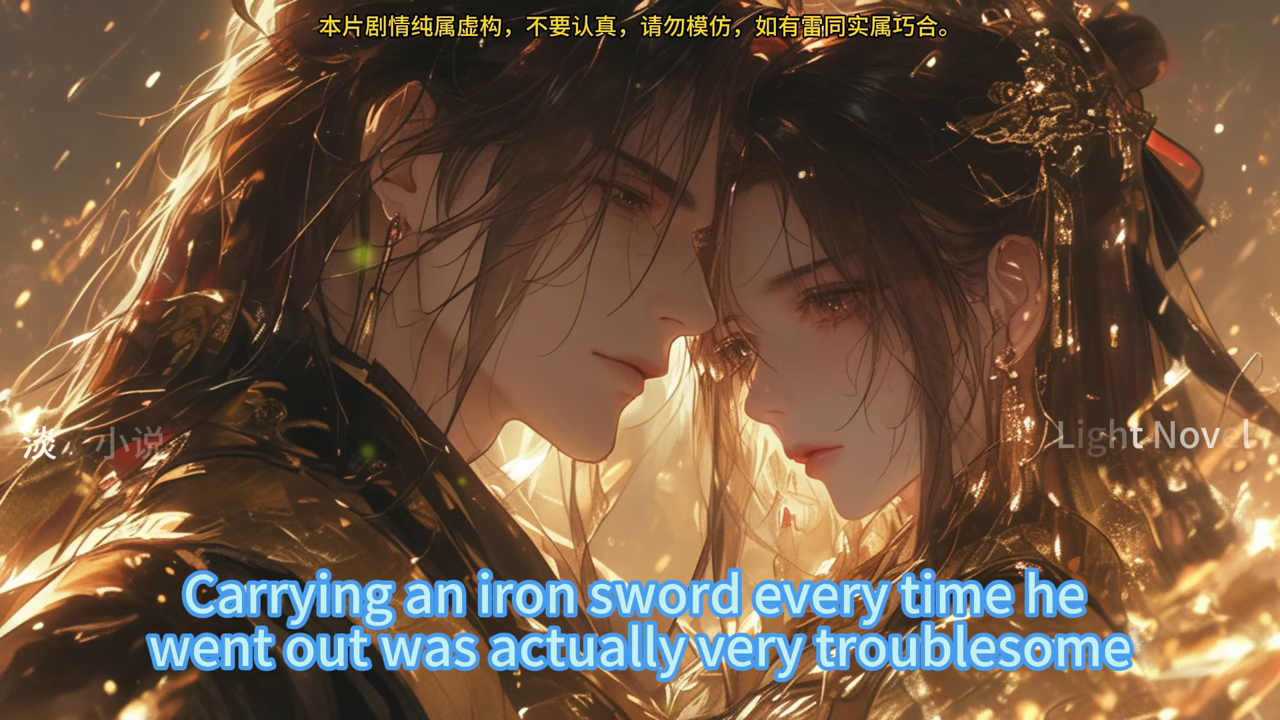 本片剧情纯属虚构，不要认真，请勿模仿，如有雷同实属巧合。
淡 小说
Light Novel
Carrying an iron sword every time he
went out was actually very troublesome